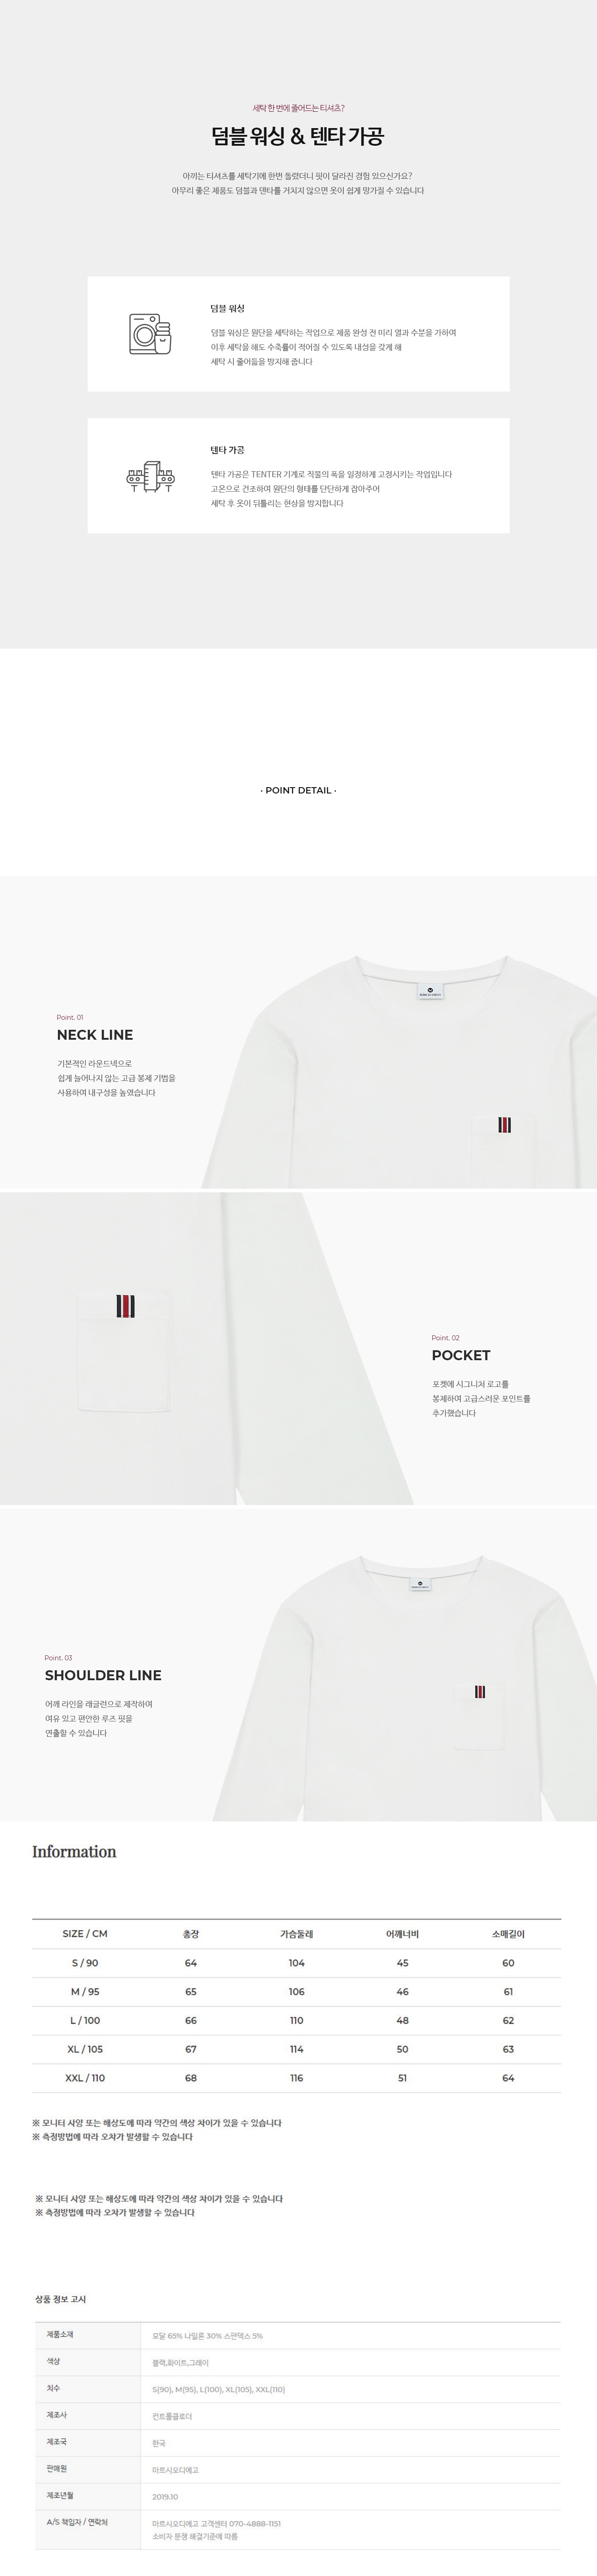 세탁 한 번에 줄어드는 티셔츠?
덤블 워싱 & 텐타 가공
아끼는 티셔츠를 세탁기에 한번 돌렸더니 핏이 달라진 경험 있으신가요?
아무리 좋은 제품도 덤블과 텐타를 거치지 않으면 옷이 쉽게 망가질 수 있습니다
덤블 워싱
덤블 워싱은 원단을 세탁하는 작업으로 제품 완성 전 미리 열과 수분을 가하여
이후 세탁을 해도 수축률이 적어질 수 있도록 내성을 갖게 해
세탁 시 줄어듦을 방지해 줍니다
텐타 가공
텐타 가공은 TENTER 기계로 직물의 폭을 일정하게 고정시키는 작업입니다
고온으로 건조하여 원단의 형태를 단단하게 잡아주어
세탁 후 옷이 뒤틀리는 현상을 방지합니다
· POINT DETAIL ·
Point. 01
NECK LINE
기본적인 라운드넥으로
쉽게 늘어나지 않는 고급 봉제 기법을
사용하여 내구성을 높였습니다
Point. 02
POCKET
포켓에 시그니처 로고를
봉제하여 고급스러운 포인트를
추가했습니다
Point. 03
SHOULDER LINE
어깨 라인을 래글런으로 제작하여
여유 있고 편안한 루즈 핏을
연출할 수 있습니다
Information
SIZE / CM 총장 가슴둘레 어깨너비 소매길이
S / 90 64 104 45 60
M / 95 65 106 46 61
L / 100 66 110 48 62
XL / 105 67 114 50 63
XXL / 110 68 116 51 64
※ 모니터 사양 또는 해상도에 따라 약간의 색상 차이가 있을 수 있습니다
※ 측정방법에 따라 오차가 발생할 수 있습니다
※ 모니터 사양 또는 해상도에 따라 약간의 색상 차이가 있을 수 있습니다
※ 측정방법에 따라 오차가 발생할 수 있습니다
상품 정보 고시
제품소재 모달 65% 나일론 30% 스판덱스 5%
색상 블랙,화이트,그레이
치수 S(90), M(95), L(100), XL(105), XXL(110)
제조사 컨트롤클로더
제조국 한국
판매원 마르시오디에고
제조년월 2019.10
A/S 책임자 / 연락처 마르시오디에고 고객센터 070-4888-1151
소비자 분쟁 해결기준에 따름